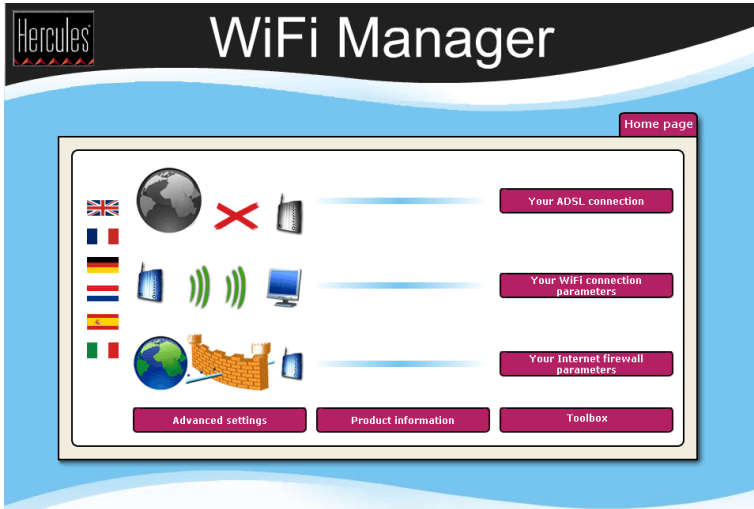 Hercules
WiFi Manager
Home page
Your ADSL connection
Your WiFi connection
parameters
Your Internet firewall
parameters
Advanced settings
Product information
Toolbox